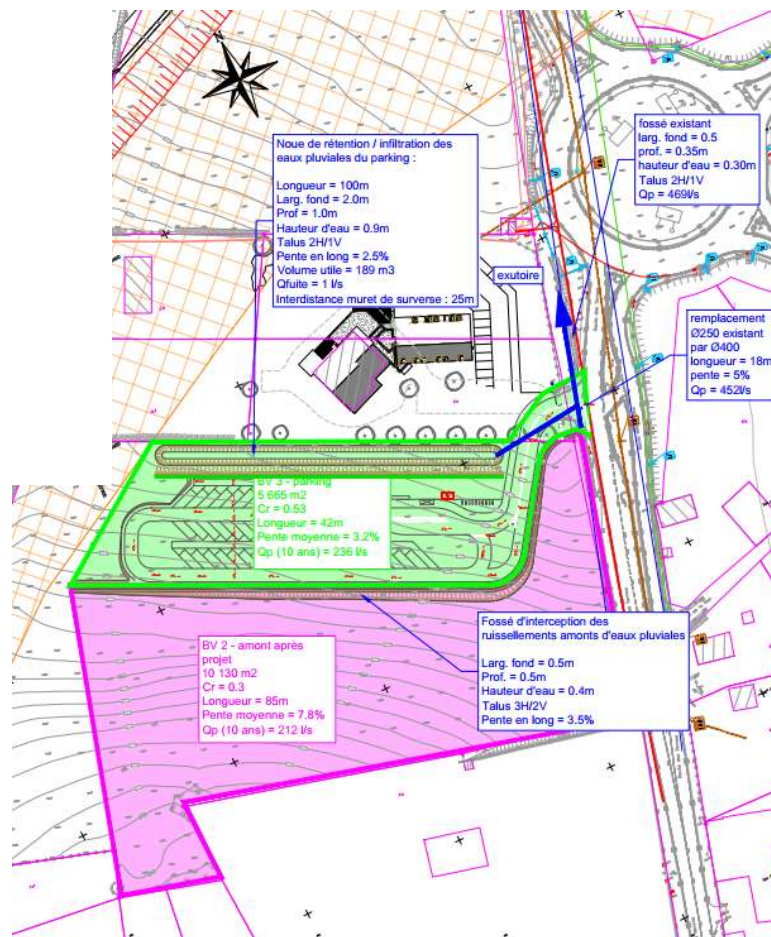 N
Noue de rétention / infiltration des
eaux pluviales du parking :
Longueur = 100m
Larg. fond = 2.0m
Prof = 1.0m
Hauteur d'eau = 0.9m
Talus 2H/1V
Pente en long = 2.5%
Volume utile = 189 m3
Qfuite = 1 l/s
Interdistance muret de surverse : 25m
fossé existant
larg. fond = 0.5
prof. = 0.35m
hauteur d'eau = 0.30m
Talus 2H/1V
Qp = 469l/s
exutoire
remplacement
Ø250 existant
par Ø400
longueur = 18m
pente = 5%
Qp = 452l/s
BV 3 - parking
5 665 m2
Cr = 0.53
Longueur = 42m
Pente moyenne = 3.2%
Qp (10 ans) = 236 l/s
Fossé d'interception des
ruissellements amonts d'eaux pluviales
Larg. fond = 0.5m
Prof. = 0.5m
Hauteur d'eau = 0.4m
Talus 3H/2V
Pente en long = 3.5%
BV 2 - amont après
projet
10 130 m2
Cr = 0.3
Longueur = 85m
Pente moyenne = 7.8%
Qp (10 ans) = 212 l/s